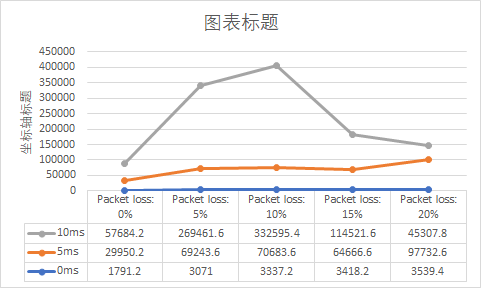 图表标题
坐标轴标题
450000
400000
350000
300000
250000
200000
150000
100000
50000
0
Packet loss: 0% Packet loss: 5% Packet loss: 10% Packet loss: 15% Packet loss: 20%
10ms 57684.2 269461.6 332595.4 114521.6 45307.8
5ms 29950.2 69243.6 70683.6 64666.6 97732.6
0ms 1791.2 3071 3337.2 3418.2 3539.4